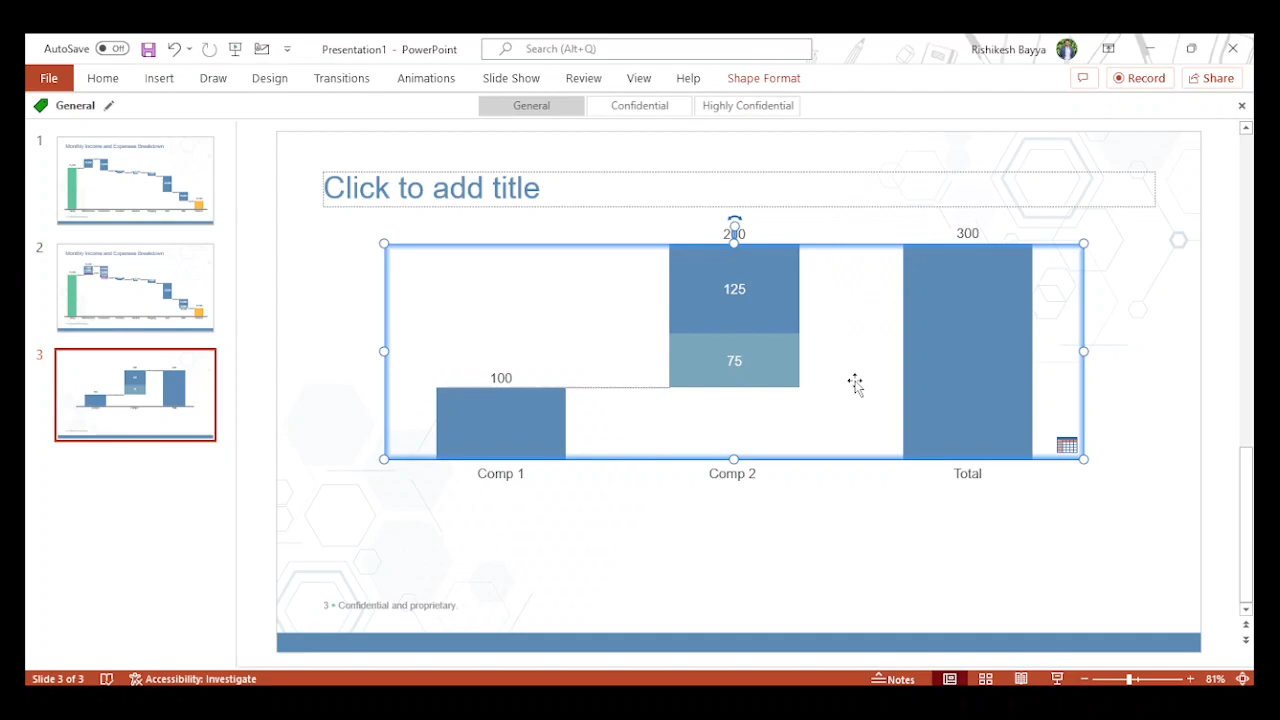 AutoSave Off Presentation1 - PowerPoint Search (Alt+Q) Rishikesh Bayya
File Home Insert Draw Design Transitions Animations Slide Show Review View Help Shape Format Record Share
General General Confidential Highly Confidential
1
Monthly Income and Expenses Breakdown
2
Monthly Income and Expenses Breakdown
3
Click to add title
300
125
75
100
Comp 1 Comp 2 Total
3 • Confidential and proprietary.
Slide 3 of 3 Accessibility: Investigate Notes 81%